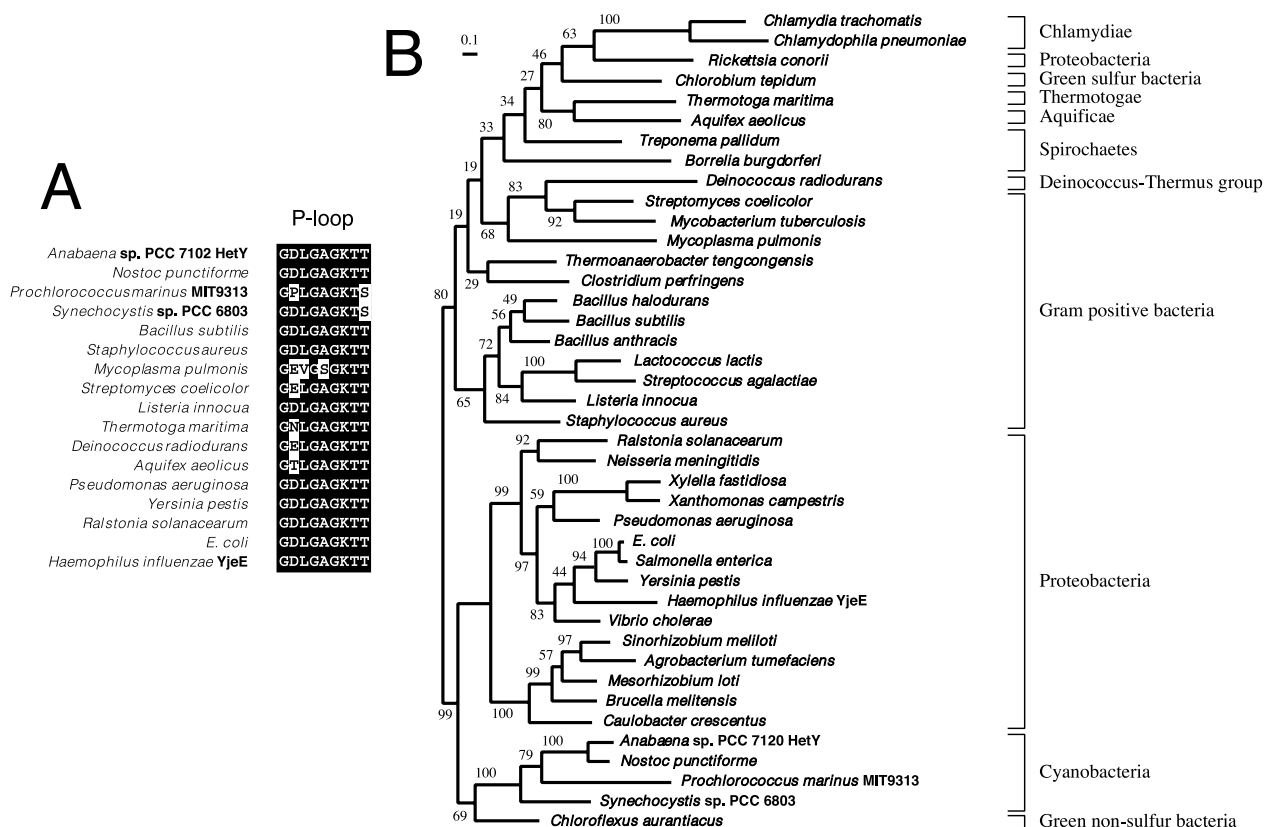 A
P-loop
Anabaena sp. PCC 7102 HetY GDLGAGKTT
Nostoc punctiforme GDLGAGKTT
Prochlorococcus marinus MIT9313 GPLGAGKTS
Synechocystis sp. PCC 6803 GDLGAGKTS
Bacillus subtilis GDLGAGKTT
Staphylococcus aureus GDLGAGKTT
Mycoplasma pulmonis GEVGSGKTT
Streptomyces coelicolor GELGAGKTT
Listeria innocua GDLGAGKTT
Thermotoga maritima GNLGAGKTT
Deinococcus radiodurans GELGAGKTT
Aquifex aeolicus GTLGAGKTT
Pseudomonas aeruginosa GDLGAGKTT
Yersinia pestis GDLGAGKTT
Ralstonia solanacearum GDLGAGKTT
E. coli GDLGAGKTT
Haemophilus influenzae YjeE GDLGAGKTT
B
0.1
100 Chlamydia trachomatis
Chlamydiae
63 Chlamydophila pneumoniae
46 Rickettsia conorii Proteobacteria
27 Chlorobium tepidum Green sulfur bacteria
34 Thermotoga maritima Thermotogae
80 Aquifex aeolicus Aquificae
33 Treponema pallidum
Spirochaetes
19 Borrelia burgdorferi
83 Deinococcus radiodurans Deinococcus-Thermus group
19 Streptomyces coelicolor
92 Mycobacterium tuberculosis
68 Mycoplasma pulmonis
Thermoanaerobacter tengcongensis
29 Clostridium perfringens
80 49 Bacillus halodurans
Gram positive bacteria
56 Bacillus subtilis
72 Bacillus anthracis
100 Lactococcus lactis
Streptococcus agalactiae
65 84 Listeria innocua
Staphylococcus aureus
92 Ralstonia solanacearum
Neisseria meningitidis
99 100 Xylella fastidiosa
59 Xanthomonas campestris
Pseudomonas aeruginosa
100 E. coli
94 Salmonella enterica
97 44 Yersinia pestis
Proteobacteria
Haemophilus influenzae YjeE
83 Vibrio cholerae
97 Sinorhizobium meliloti
57 Agrobacterium tumefaciens
99 Mesorhizobium loti
Brucella melitensis
99 100 Caulobacter crescentus
100 Anabaena sp. PCC 7120 HetY
79 Nostoc punctiforme
Cyanobacteria
100 Prochlorococcus marinus MIT9313
Synechocystis sp. PCC 6803
69 Chloroflexus aurantiacus Green non-sulfur bacteria